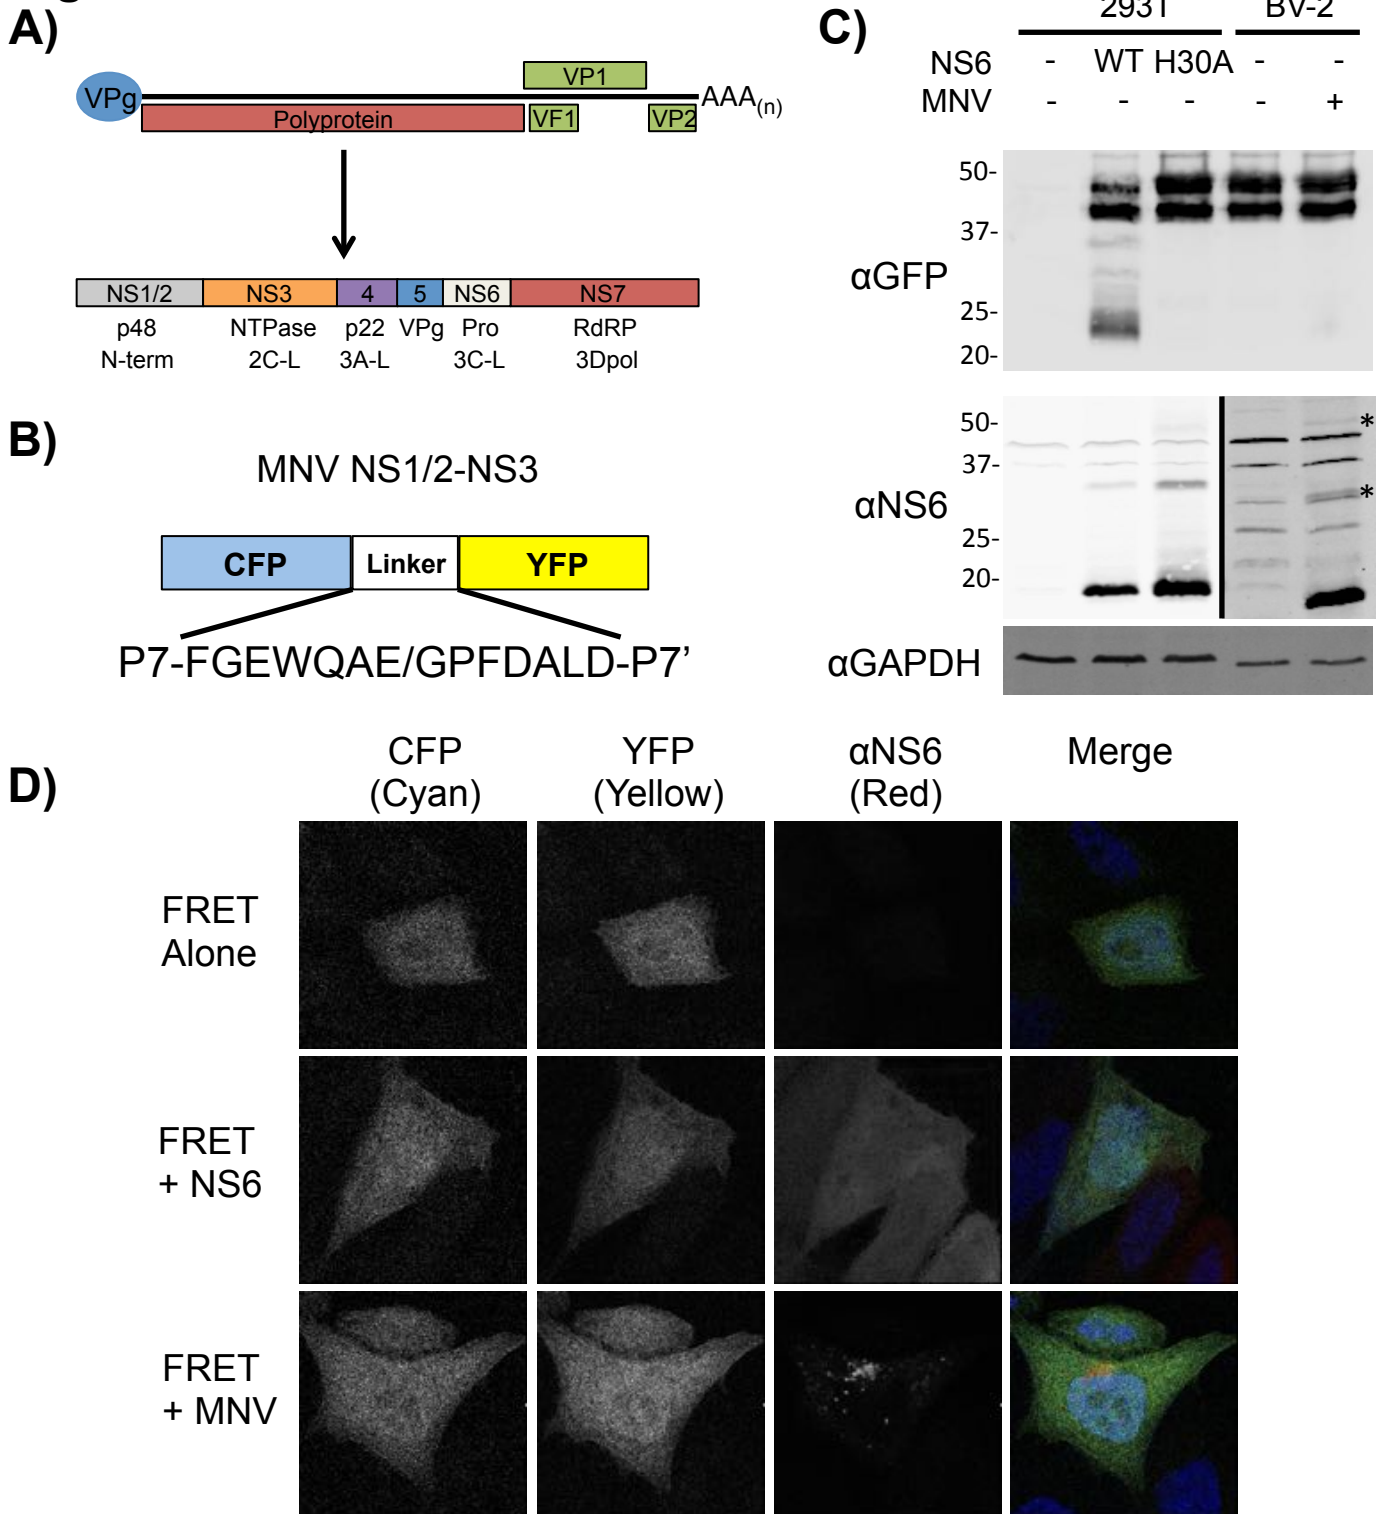 A)
VPg
VP1
AAA(n)
Polyprotein
VF1
VP2
NS1/2
NS3
4
5
NS6
NS7
p48
NTPase
p22
VPg
Pro
RdRP
N-term
2C-L
3A-L
3C-L
3Dpol
B)
MNV NS1/2-NS3
CFP
Linker
YFP
P7-FGEWQAE/GPFDALD-P7’
C)
293T
BV-2
NS6 - WT H30A - -
MNV - - - - +
αGFP
50-
37-
25-
20-
αNS6
50-
37-
25-
20-
*
*
αGAPDH
D)
CFP
(Cyan)
YFP
(Yellow)
αNS6
(Red)
Merge
FRET
Alone
FRET
+ NS6
FRET
+ MNV